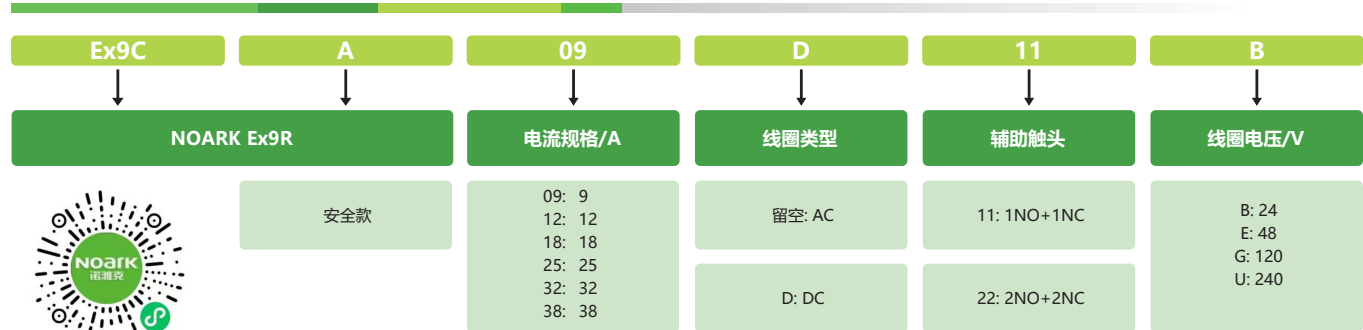 Ex9C A 09 D 11 B
NOARK Ex9R 电流规格/A 线圈类型 辅助触头 线圈电压/V
安全款
09: 9
12: 12
18: 18
25: 25
32: 32
38: 38
留空: AC
D: DC
11: 1NO+1NC
22: 2NO+2NC
B: 24
E: 48
G: 120
U: 240
NOARK
诺雅克